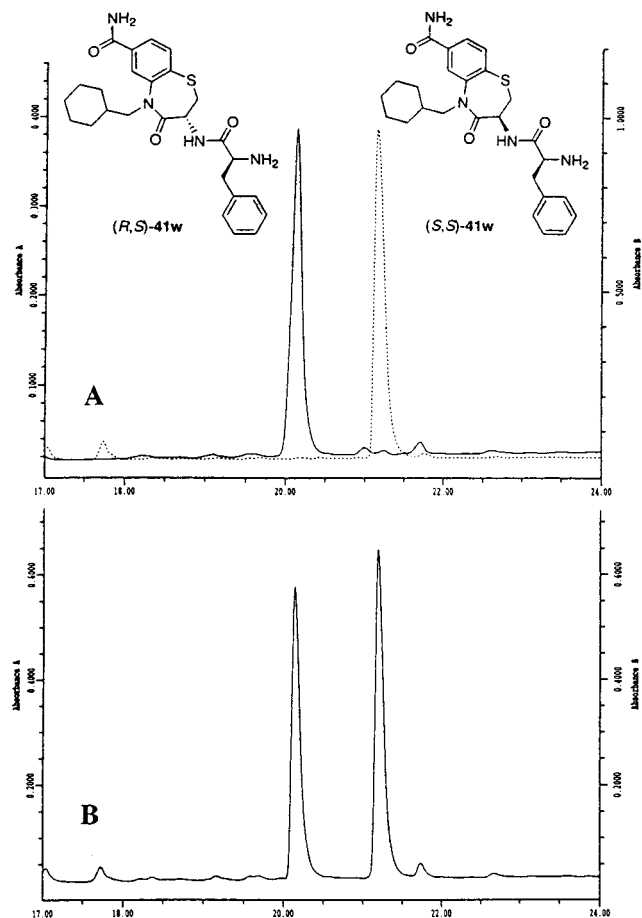 NH₂
O
S
N
O
HN
O
NH₂
(R,S)-41w
NH₂
O
S
N
O
HN
O
NH₂
(S,S)-41w
Absorbance A
0.4000
0.3000
0.2000
0.1000
Absorbance B
1.0000
0.5000
A
17.00 18.00 20.00 22.00 24.00
Absorbance A
0.6000
0.4000
0.2000
Absorbance B
0.6000
0.4000
0.2000
B
17.00 18.00 20.00 22.00 24.00